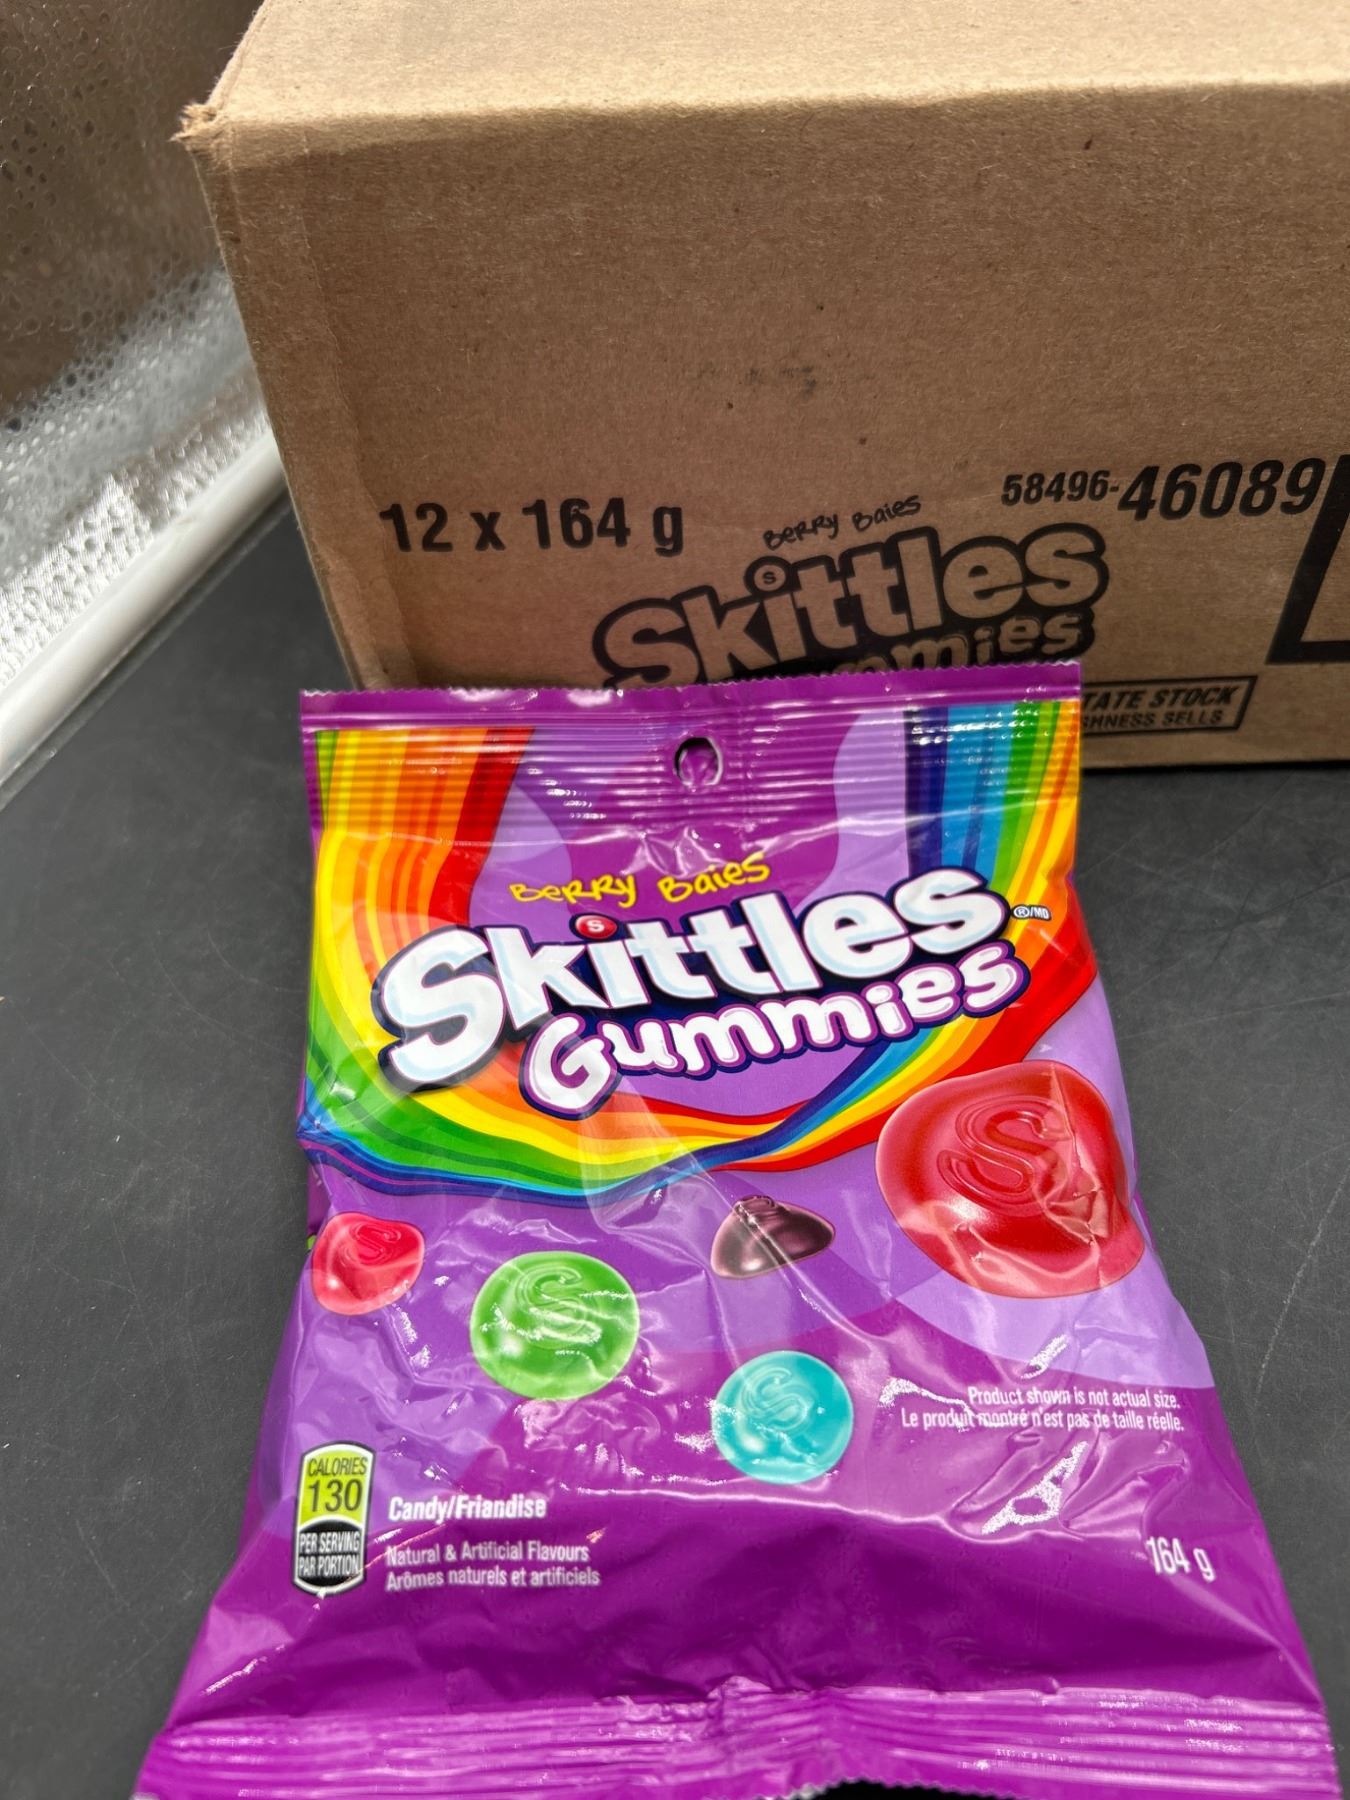 12 x 164 g
58496-46089
Berry Baies
Skittles
TATE STOCK
SHNESS SELLS
Berry Baies
Skittles ®/MD
Gummies
Product shown is not actual size.
Le produit montré n'est pas de taille réelle.
CALORIES
130
PER SERVING
PAR PORTION
Candy/Friandise
Natural & Artificial Flavours
Arômes naturels et artificiels
164 g